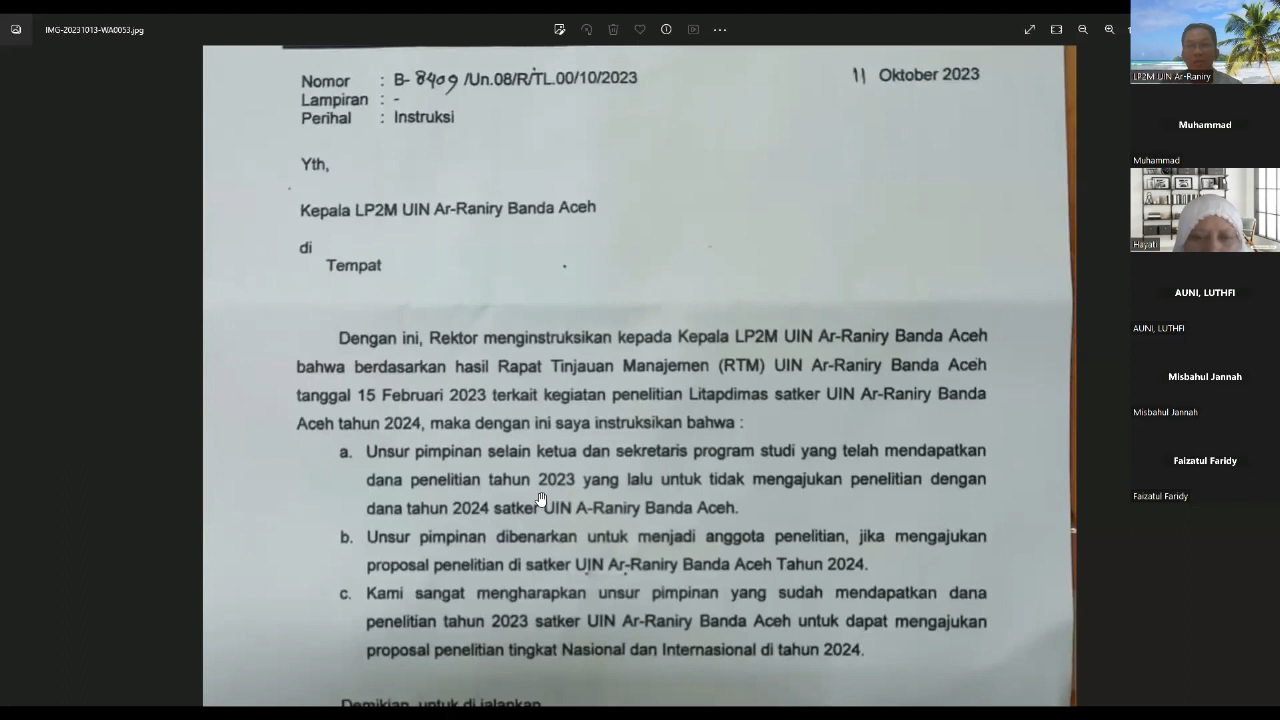 IMG-20231013-WA0053.jpg
Nomor : B- 8409 /Un.08/R/TL.00/10/2023
11 Oktober 2023
Lampiran : -
Perihal : Instruksi
Yth,
Kepala LP2M UIN Ar-Raniry Banda Aceh
di
Tempat
Dengan ini, Rektor menginstruksikan kepada Kepala LP2M UIN Ar-Raniry Banda Aceh
bahwa berdasarkan hasil Rapat Tinjauan Manajemen (RTM) UIN Ar-Raniry Banda Aceh
tanggal 15 Februari 2023 terkait kegiatan penelitian Litapdimas satker UIN Ar-Raniry Banda
Aceh tahun 2024, maka dengan ini saya instruksikan bahwa :
a. Unsur pimpinan selain ketua dan sekretaris program studi yang telah mendapatkan
dana penelitian tahun 2023 yang lalu untuk tidak mengajukan penelitian dengan
dana tahun 2024 satker UIN A-Raniry Banda Aceh.
b. Unsur pimpinan dibenarkan untuk menjadi anggota penelitian, jika mengajukan
proposal penelitian di satker UIN Ar-Raniry Banda Aceh Tahun 2024.
c. Kami sangat mengharapkan unsur pimpinan yang sudah mendapatkan dana
penelitian tahun 2023 satker UIN Ar-Raniry Banda Aceh untuk dapat mengajukan
proposal penelitian tingkat Nasional dan Internasional di tahun 2024.
Demikian, untuk di jalankan
LP2M UIN Ar-Raniry
Muhammad
Muhammad
Hayati
AUNI, LUTHFI
AUNI, LUTHFI
Misbahul Jannah
Misbahul Jannah
Faizatul Faridy
Faizatul Faridy